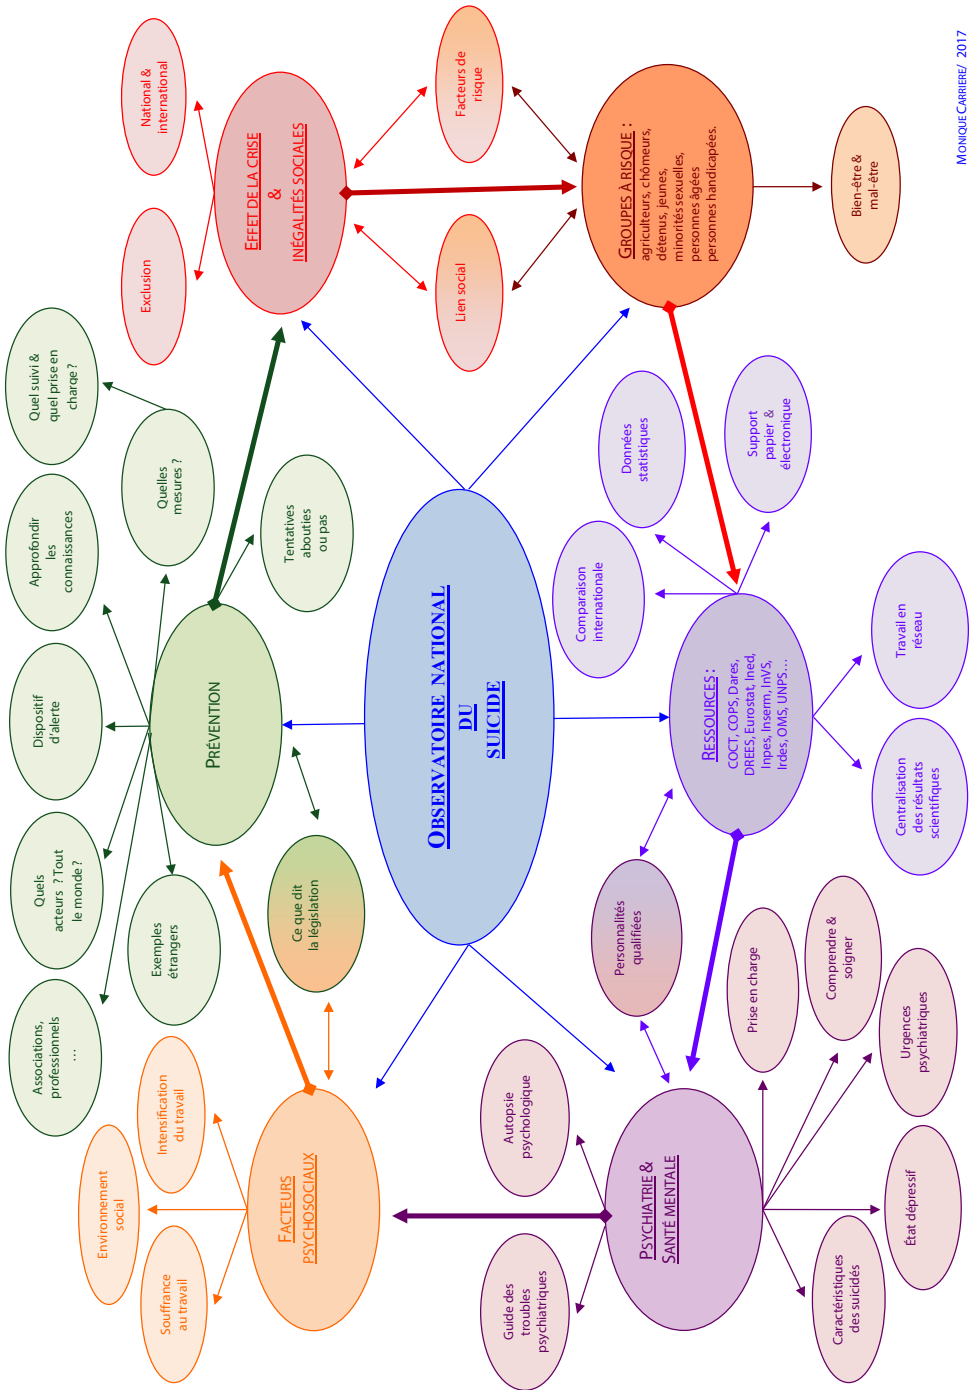 Souffrance
au travail
Environnement
social
Intensification
du travail
FACTEURS
PSYCHOSOCIAUX
Associations,
professionnels
…
Quels
acteurs ? Tout
le monde ?
Dispositif
d'alerte
Approfondir
les
connaissances
Quel suivi &
quel prise en
charge ?
Exemples
étrangers
Quelles
mesures ?
PRÉVENTION
Tentatives
abouties
ou pas
Ce que dit
la législation
Exclusion
National &
international
EFFET DE LA CRISE
&
INÉGALITÉS SOCIALES
Lien social
Facteurs de
risque
OBSERVATOIRE NATIONAL
DU
SUICIDE
Guide des
troubles
psychiatriques
Autopsie
psychologique
PSYCHIATRIE &
SANTÉ MENTALE
Personnalités
qualifiées
Prise en charge
Comprendre &
soigner
Urgences
psychiatriques
État dépressif
Caractéristiques
des suicidés
Comparaison
internationale
Données
statistiques
Support
papier &
électronique
RESSOURCES :
COCT, COPS, Dares,
DREES, Eurostat, Ined,
Inpes, Inserm, InVS,
Irdes, OMS, UNPS…
Centralisation
des résultats
scientifiques
Travail en
réseau
GROUPES À RISQUE :
agriculteurs, chômeurs,
détenus, jeunes,
minorités sexuelles,
personnes âgées
personnes handicapées.
Bien-être &
mal-être
MONIQUE CARRIERE/ 2017